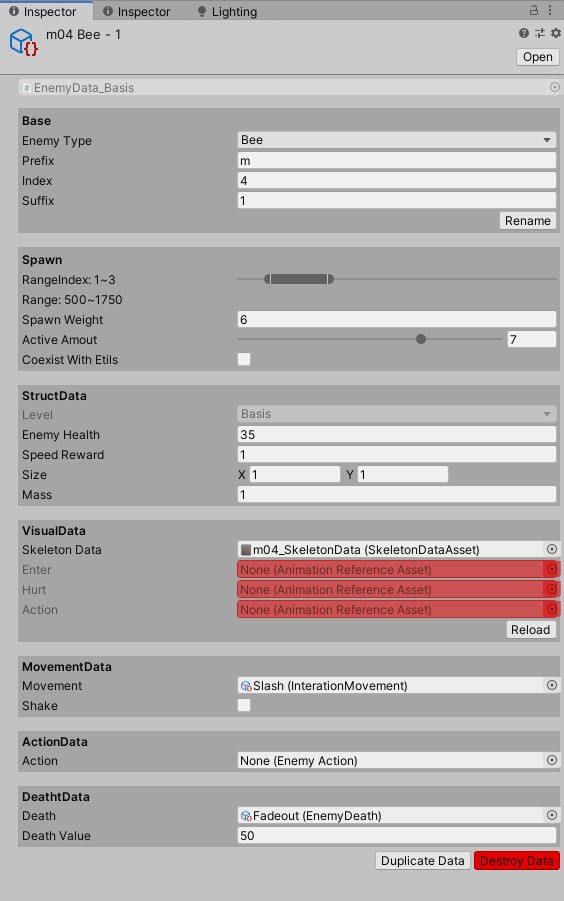 Inspector Inspector Lighting
m04 Bee - 1
Open
EnemyData_Basis
Base
Enemy Type Bee
Prefix m
Index 4
Suffix 1
Rename
Spawn
RangeIndex: 1~3
Range: 500~1750
Spawn Weight 6
Active Amout 7
Coexist With Etils
StructData
Level Basis
Enemy Health 35
Speed Reward 1
Size X 1 Y 1
Mass 1
VisualData
Skeleton Data m04_SkeletonData (SkeletonDataAsset)
Enter None (Animation Reference Asset)
Hurt None (Animation Reference Asset)
Action None (Animation Reference Asset)
Reload
MovementData
Movement Slash (InterationMovement)
Shake
ActionData
Action None (Enemy Action)
DeathtData
Death Fadeout (EnemyDeath)
Death Value 50
Duplicate Data Destroy Data